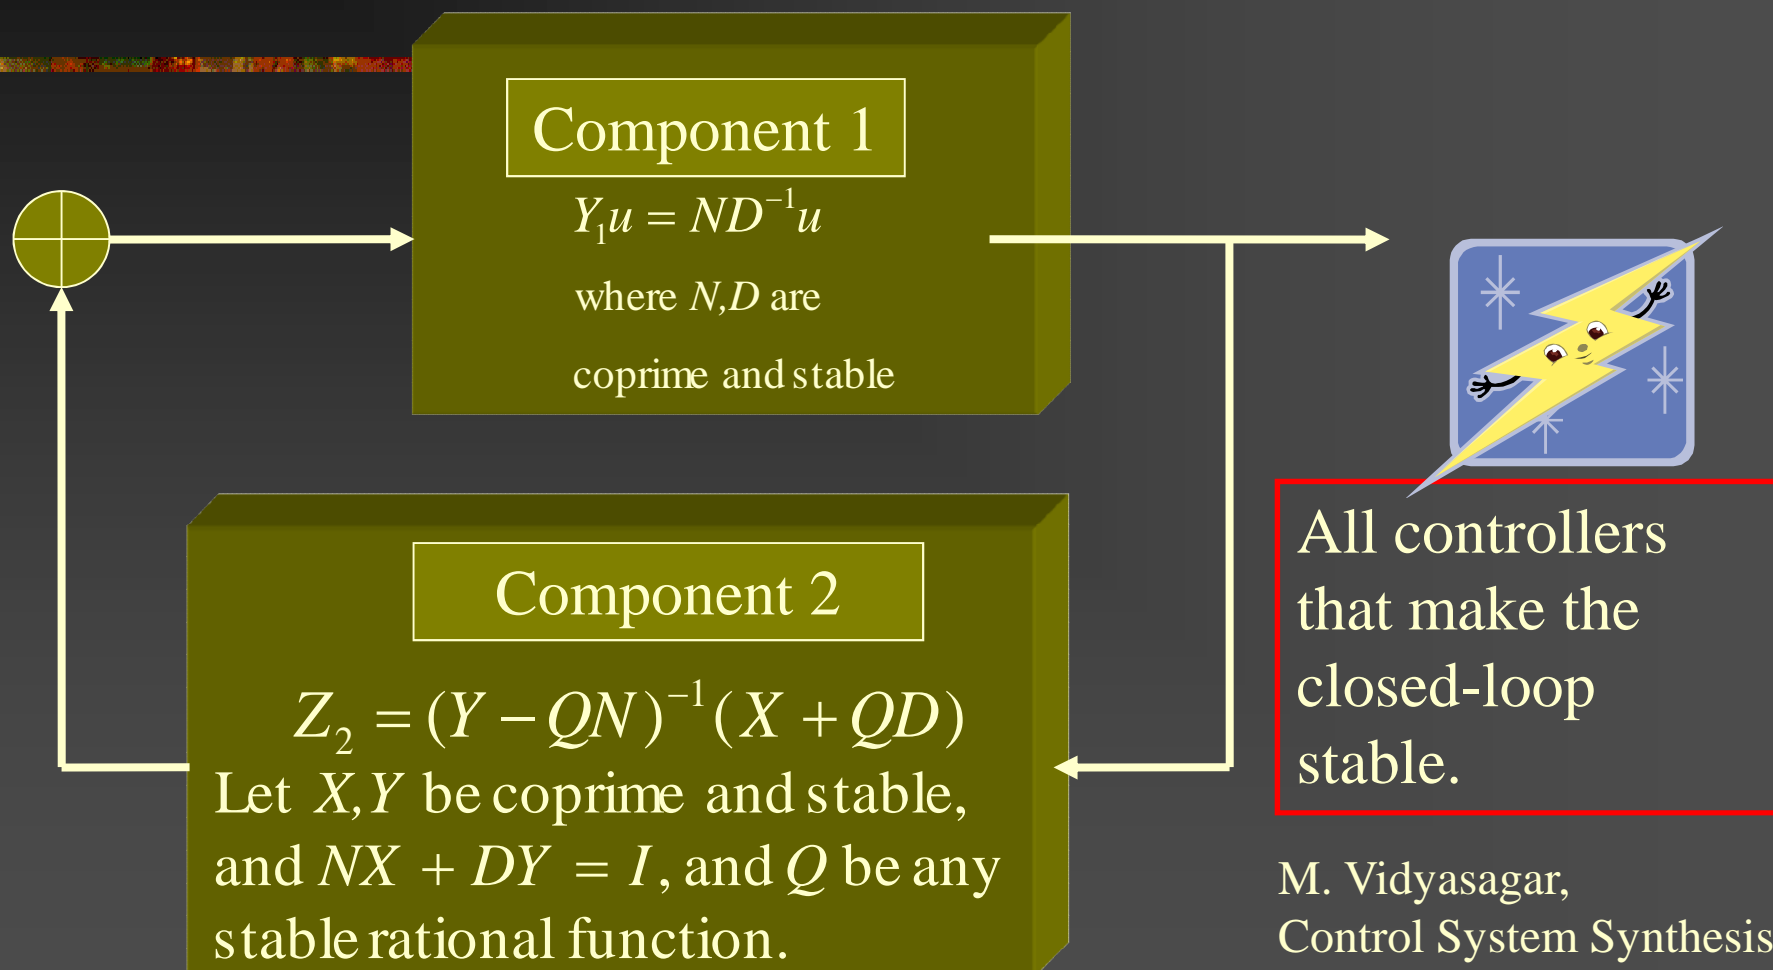 Component 1
Y₁u = ND⁻¹u
where N,D are
coprime and stable
Component 2
Z₂ = (Y − QN)⁻¹(X + QD)
Let X,Y be coprime and stable,
and NX + DY = I, and Q be any
stable rational function.
All controllers
that make the
closed-loop
stable.
M. Vidyasagar,
Control System Synthesis